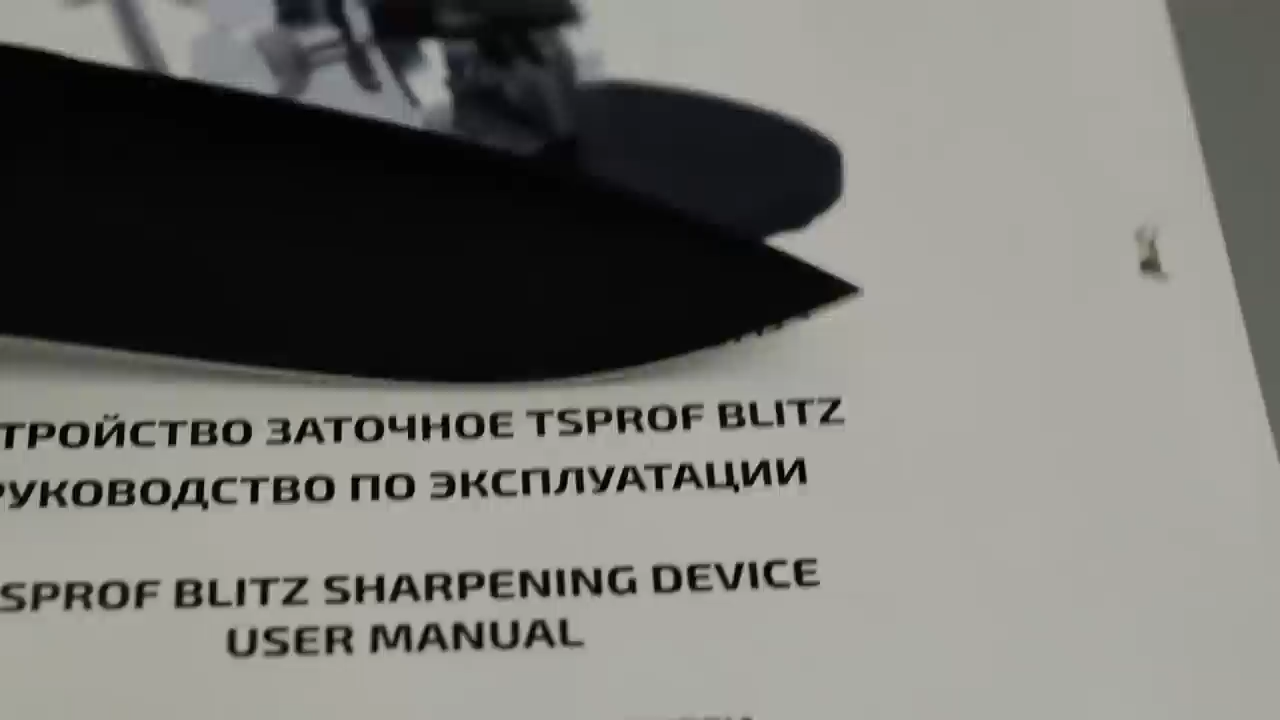 ТРОЙСТВО ЗАТОЧНОЕ TSPROF BLITZ
РУКОВОДСТВО ПО ЭКСПЛУАТАЦИИ
SPROF BLITZ SHARPENING DEVICE
USER MANUAL